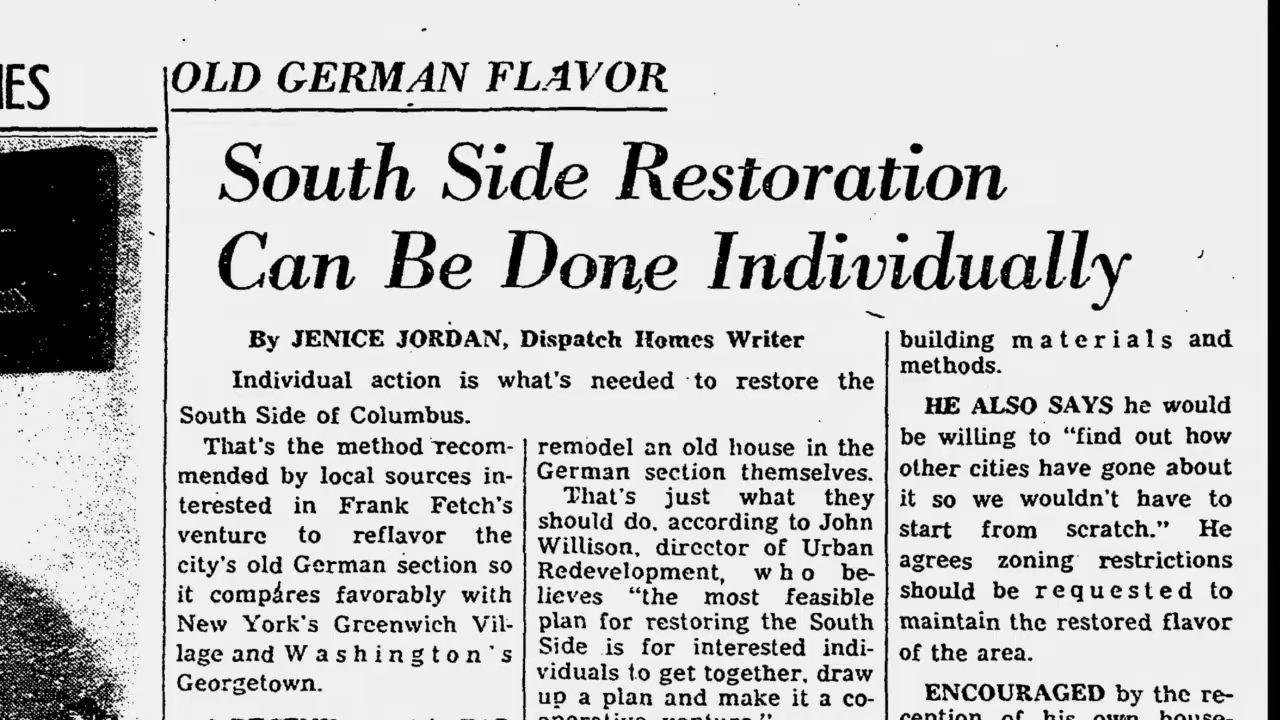 IES
OLD GERMAN FLAVOR
South Side Restoration
Can Be Done Individually
By JENICE JORDAN, Dispatch Homes Writer
Individual action is what's needed to restore the
South Side of Columbus.
That's the method recom-
mended by local sources in-
terested in Frank Fetch's
venture to reflavor the
city's old German section so
it compares favorably with
New York's Greenwich Vil-
lage and Washington's
Georgetown.
remodel an old house in the
German section themselves.
That's just what they
should do, according to John
Willison, director of Urban
Redevelopment, who be-
lieves "the most feasible
plan for restoring the South
Side is for interested indi-
viduals to get together, draw
up a plan and make it a co-
operative venture."
building materials and
methods.
HE ALSO SAYS he would
be willing to "find out how
other cities have gone about
it so we wouldn't have to
start from scratch." He
agrees zoning restrictions
should be requested to
maintain the restored flavor
of the area.
ENCOURAGED by the re-
ception of his own house-